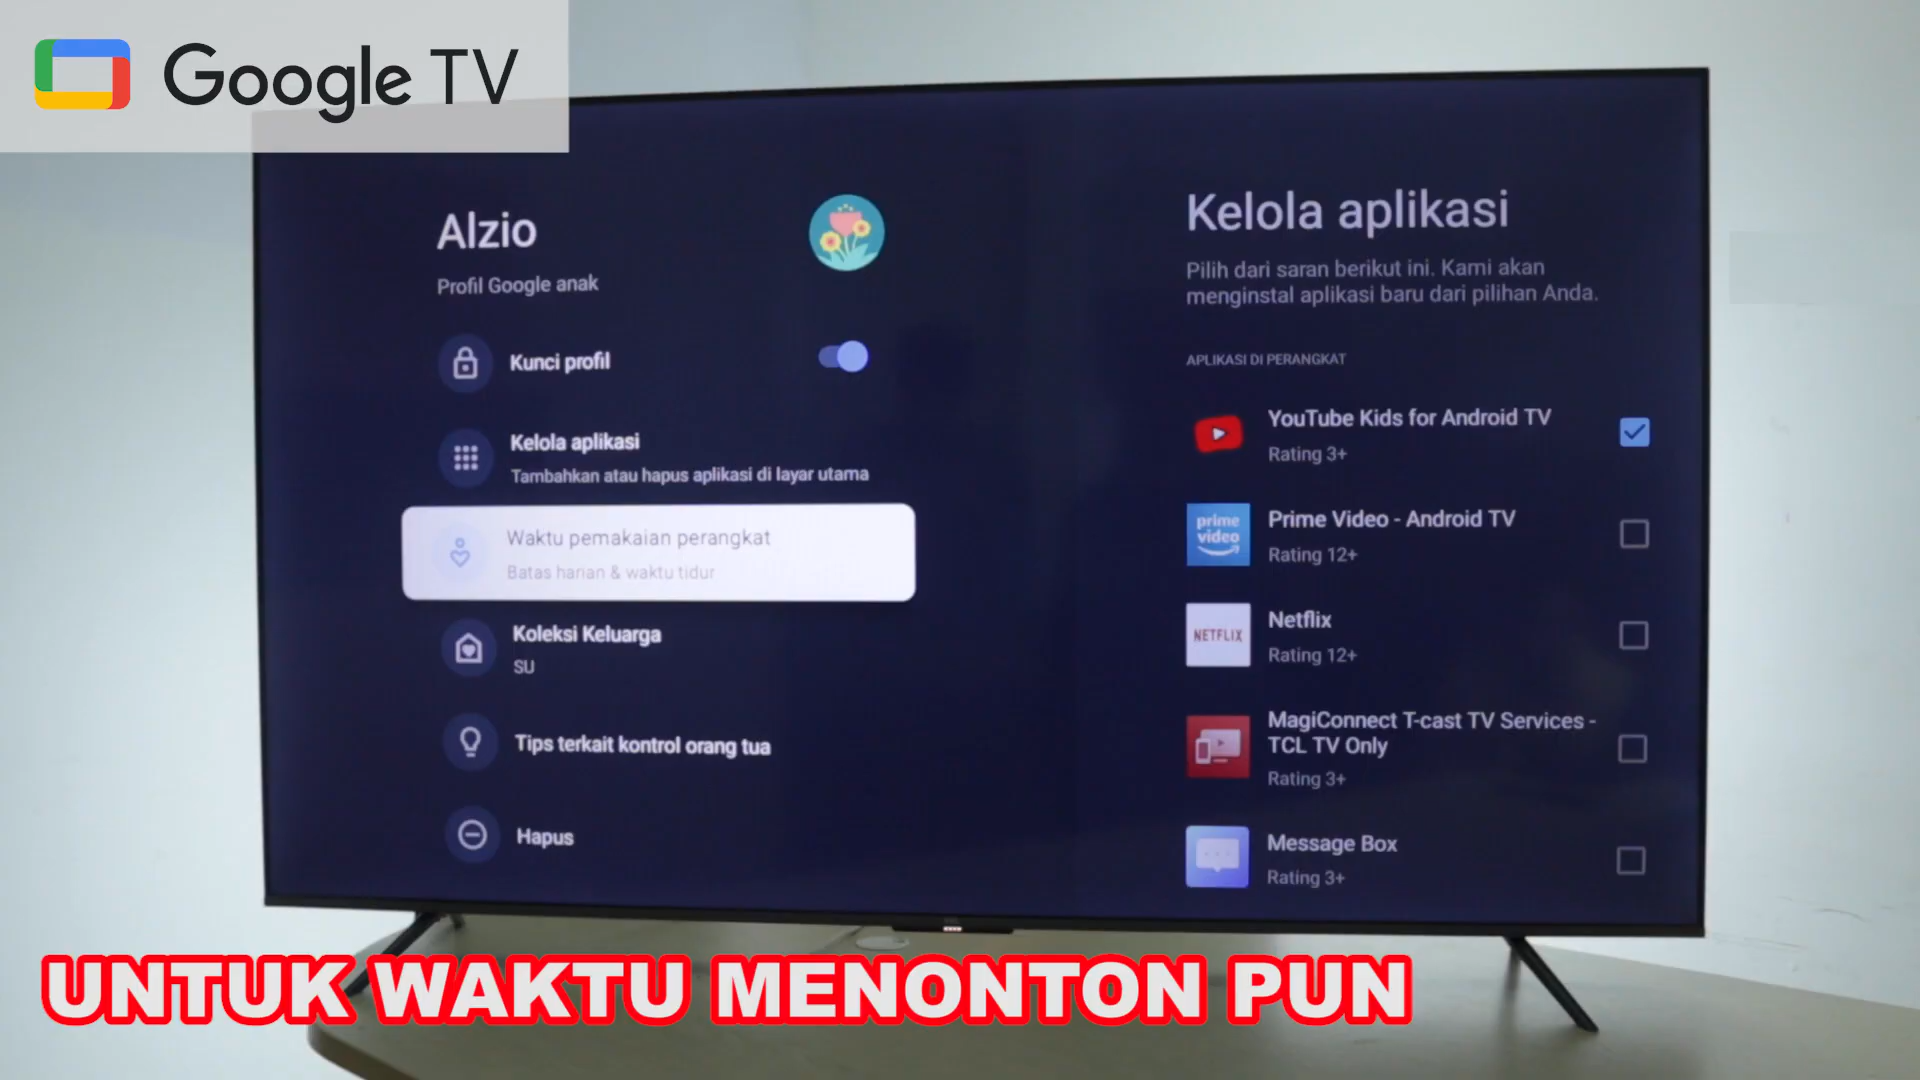 Google TV
Alzio
Profil Google anak
Kunci profil
Kelola aplikasi
Tambahkan atau hapus aplikasi di layar utama
Waktu pemakaian perangkat
Batas harian & waktu tidur
Koleksi Keluarga
SU
Tips terkait kontrol orang tua
Hapus
Kelola aplikasi
Pilih dari saran berikut ini. Kami akan
menginstal aplikasi baru dari pilihan Anda.
APLIKASI DI PERANGKAT
YouTube Kids for Android TV
Rating 3+
prime
video
Prime Video - Android TV
Rating 12+
NETFLIX
Netflix
Rating 12+
MagiConnect T-cast TV Services -
TCL TV Only
Rating 3+
Message Box
Rating 3+
UNTUK WAKTU MENONTON PUN